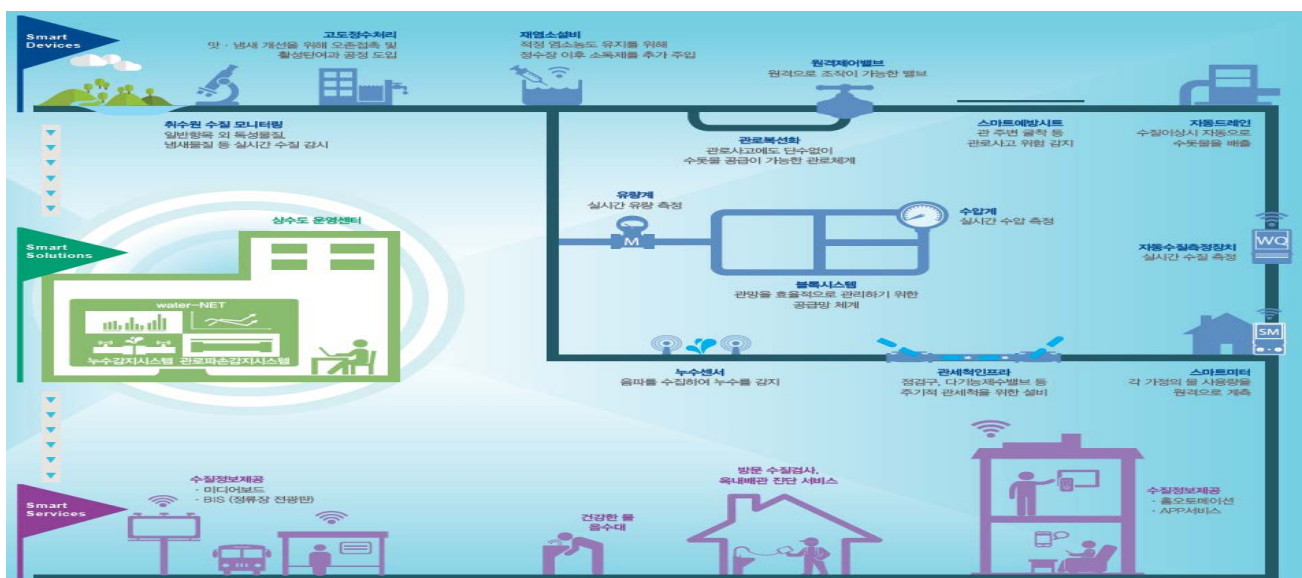 Smart
Devices
고도정수처리
맛 · 냄새 개선을 위해 오존접촉 및
활성탄여과 공정 도입
재염소설비
적정 염소농도 유지를 위해
정수장 이후 소독제를 추가 주입
원격제어밸브
원격으로 조작이 가능한 밸브
취수원 수질 모니터링
일반항목 외 독성물질,
냄새물질 등 실시간 수질 감시
관로복선화
관로사고에도 단수없이
수돗물 공급이 가능한 관로체계
스마트예방시트
관 주변 굴착 등
관로사고 위험 감지
자동드레인
수질이상시 자동으로
수돗물을 배출
유량계
실시간 유량 측정
M
수압계
실시간 수압 측정
자동수질측정장치
실시간 수질 측정
WQ
블록시스템
관망을 효율적으로 관리하기 위한
공급망 체계
Smart
Solutions
상수도 운영센터
water-NET
누수감지시스템 관로파손감지시스템
SM
누수센서
음파를 수집하여 누수를 감지
관세척인프라
점검구, 다기능제수밸브 등
주기적 관세척을 위한 설비
스마트미터
각 가정의 물 사용량을
원격으로 계측
Smart
Services
수질정보제공
· 미디어보드
· BIS (정류장 전광판)
건강한 물
음수대
방문 수질검사,
옥내배관 진단 서비스
수질정보제공
· 홈오토메이션
· APP서비스